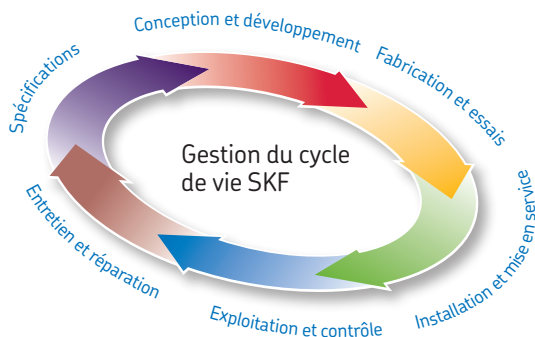 Conception et développement
Fabrication et essais
Spécifications
Gestion du cycle
de vie SKF
Installation et mise en service
Entretien et réparation
Exploitation et contrôle